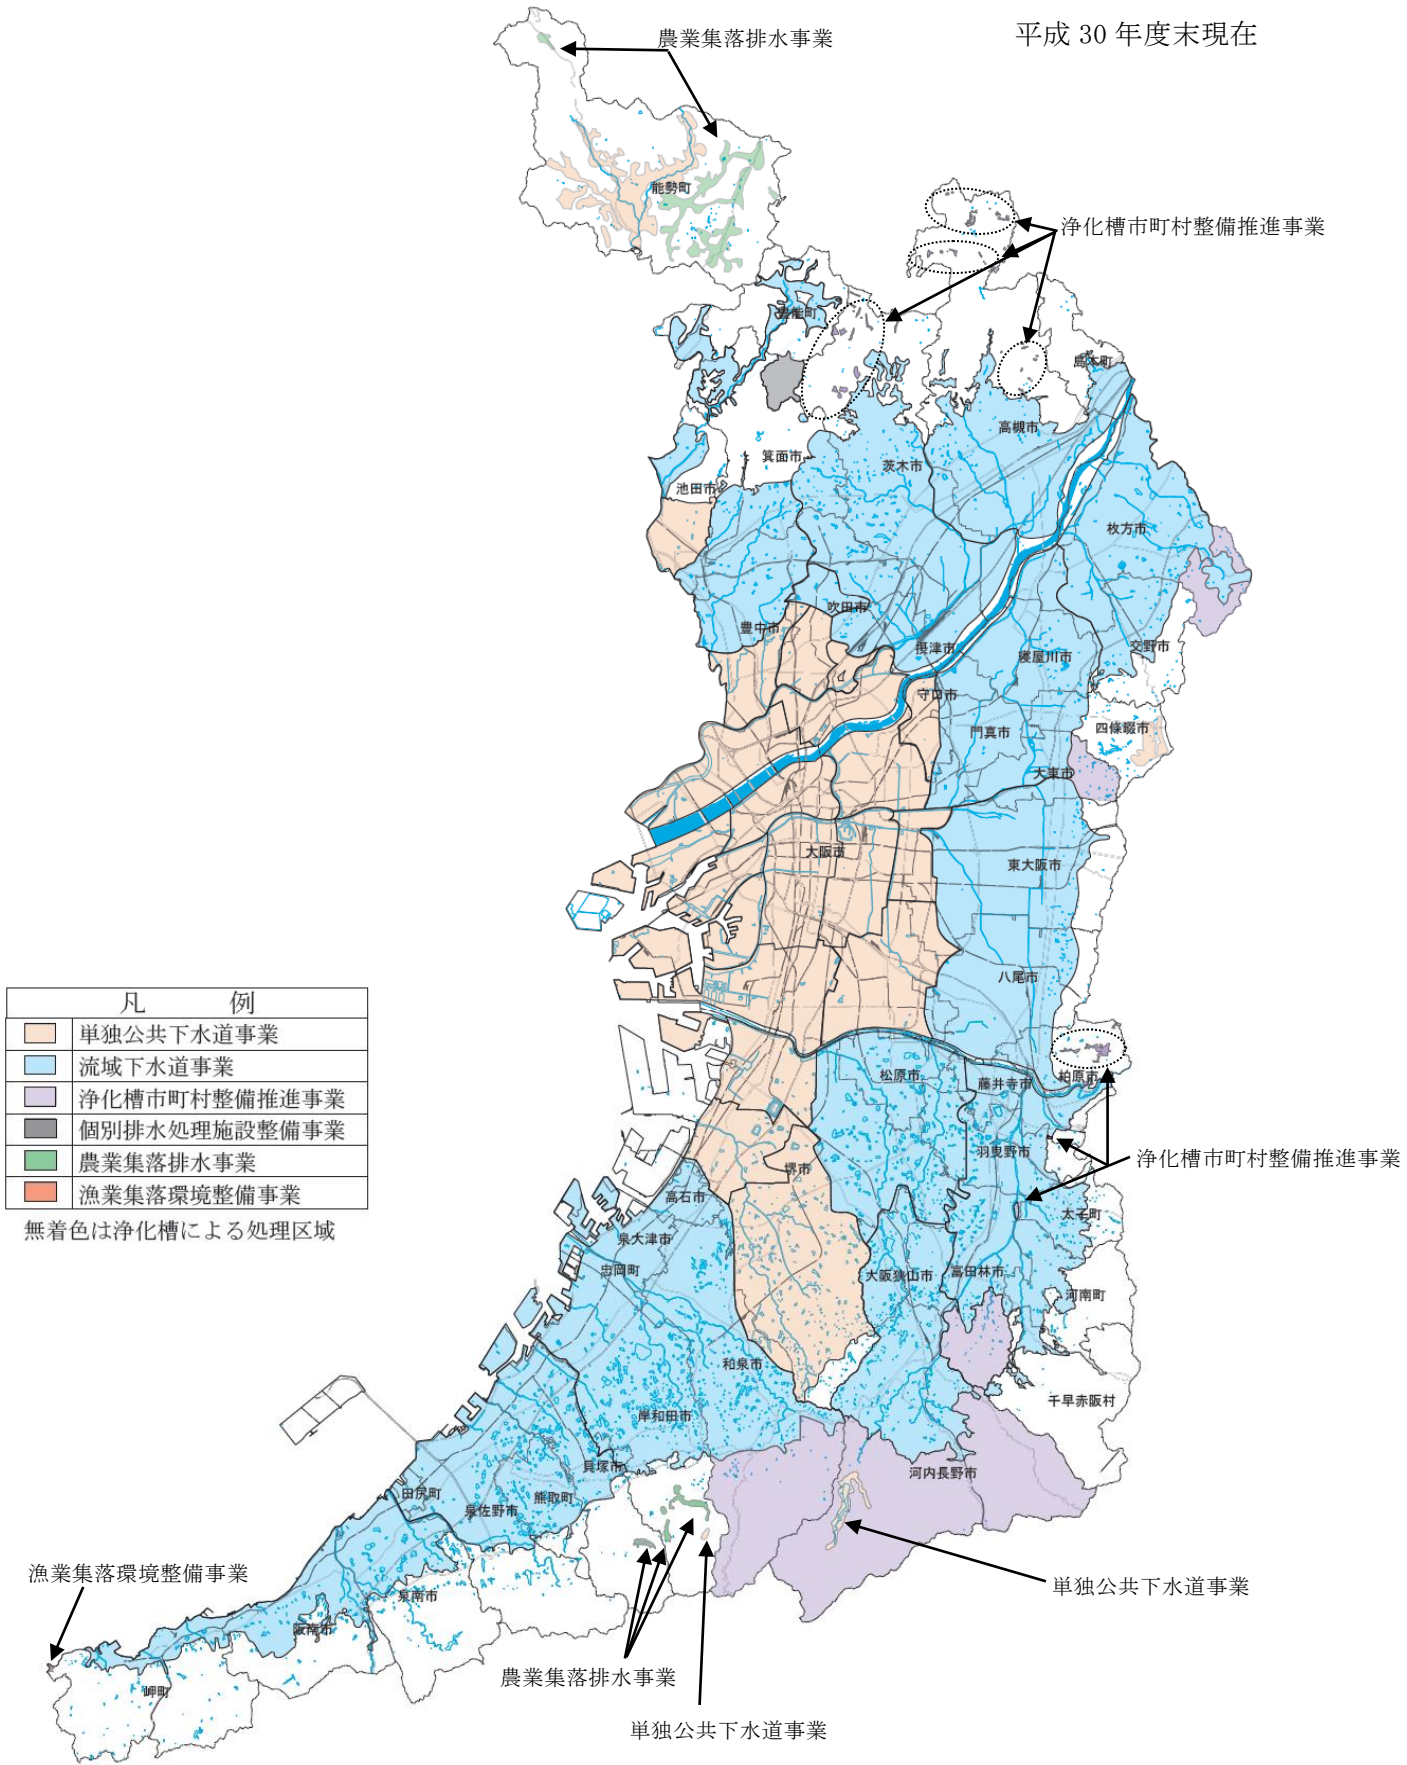 平成 30 年度末現在
農業集落排水事業
能勢町
浄化槽市町村整備推進事業
豊能町
島本町
高槻市
箕面市
茨木市
池田市
枚方市
吹田市
豊中市
摂津市
寝屋川市
交野市
守口市
門真市
四條畷市
大東市
大阪市
東大阪市
八尾市
凡 例
単独公共下水道事業
流域下水道事業
浄化槽市町村整備推進事業
個別排水処理施設整備事業
農業集落排水事業
漁業集落環境整備事業
無着色は浄化槽による処理区域
松原市
藤井寺市
柏原市
羽曳野市
浄化槽市町村整備推進事業
堺市
高石市
太子町
泉大津市
忠岡町
大阪狭山市
富田林市
河南町
和泉市
千早赤阪村
岸和田市
貝塚市
河内長野市
田尻町
熊取町
泉佐野市
漁業集落環境整備事業
単独公共下水道事業
泉南市
阪南市
農業集落排水事業
岬町
単独公共下水道事業